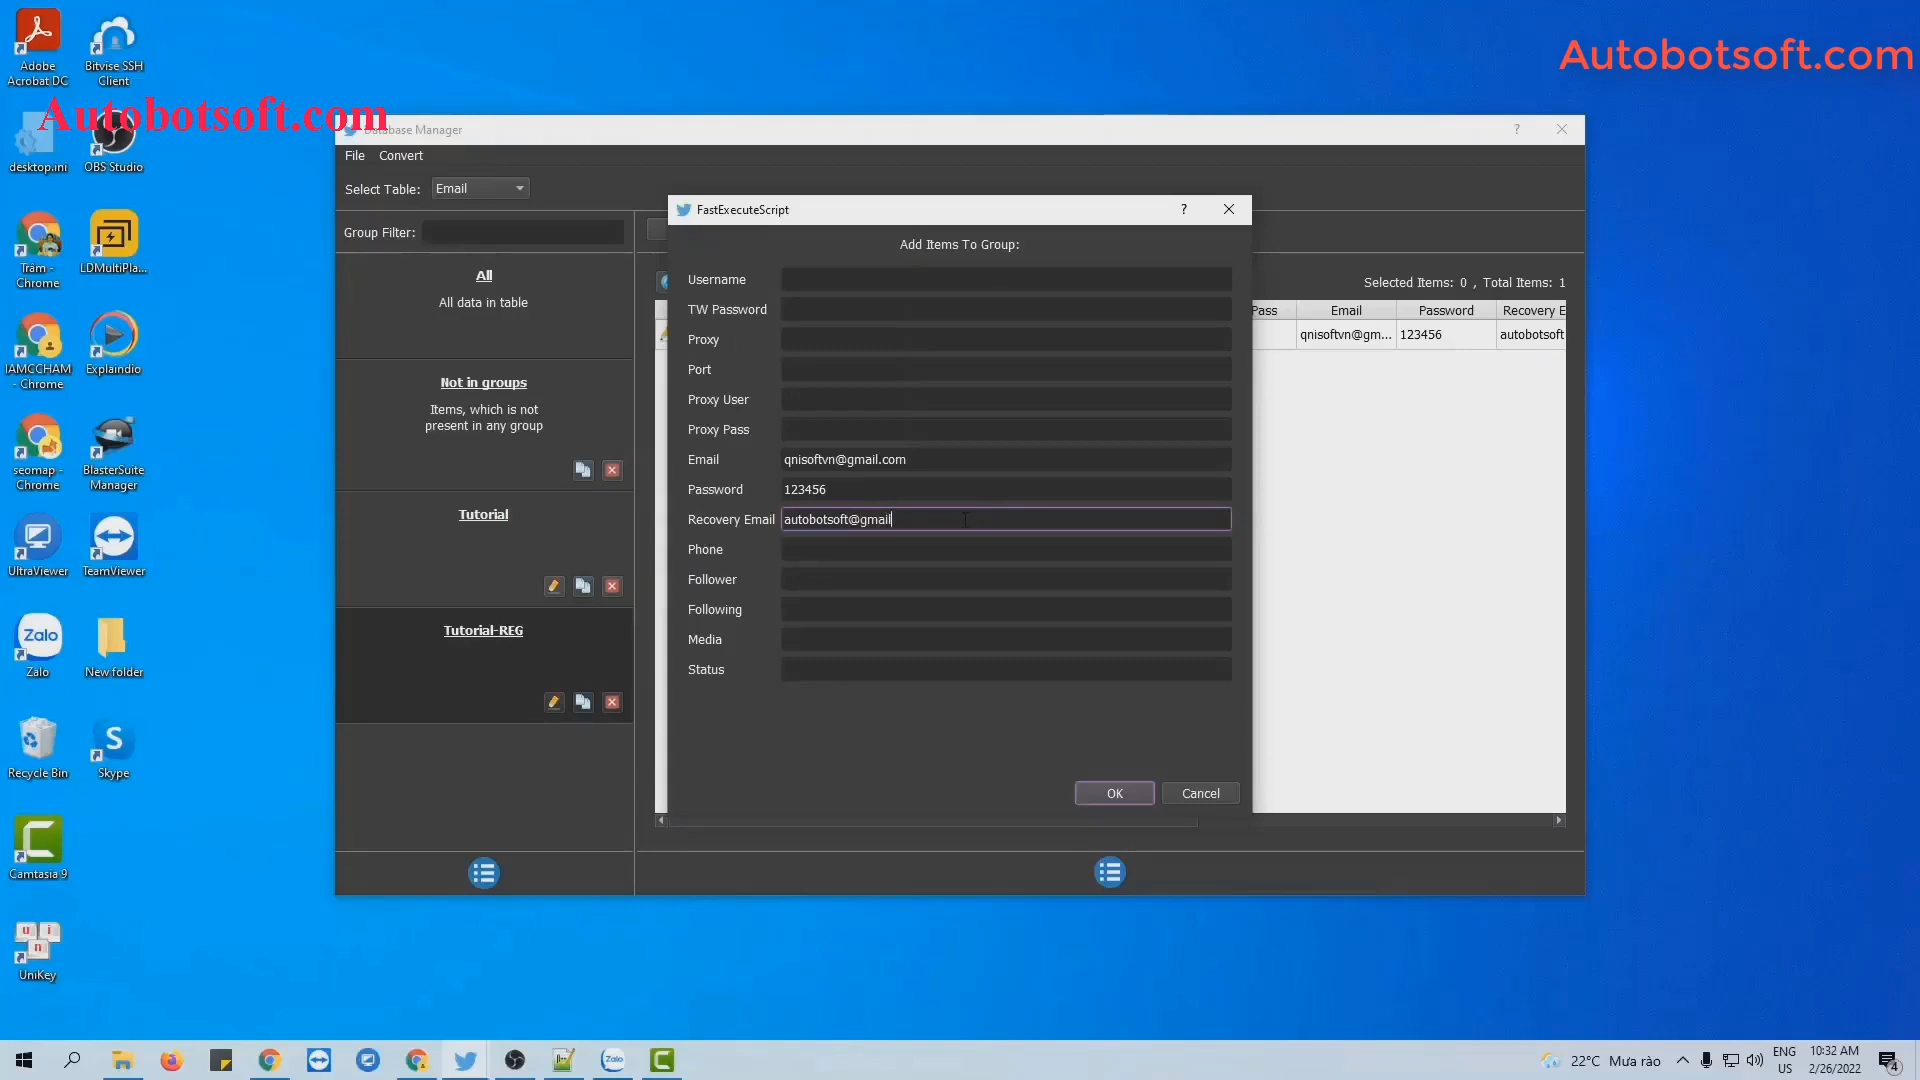 Autobotsoft.com
Autobotsoft.com
Adobe
Acrobat DC
Bitvise SSH
Client
desktop.ini
OBS Studio
Trâm -
Chrome
LDMultiPla...
IAMCCHAM
- Chrome
Explaindio
seomap -
Chrome
BlasterSuite
Manager
UltraViewer
TeamViewer
Zalo
Zalo
New folder
Recycle Bin
S
Skype
Camtasia 9
u i
n
UniKey
Database Manager
?
File Convert
Select Table: Email
Group Filter:
All
All data in table
Not in groups
Items, which is not
present in any group
Tutorial
Tutorial-REG
Selected Items: 0 , Total Items: 1
Pass Email Password Recovery E
qnisoftvn@gm... 123456 autobotsoft
FastExecuteScript
?
Add Items To Group:
Username
TW Password
Proxy
Port
Proxy User
Proxy Pass
Email qnisoftvn@gmail.com
Password 123456
Recovery Email autobotsoft@gmail
Phone
Follower
Following
Media
Status
OK Cancel
Zalo
22°C Mưa rào
ENG
US
10:32 AM
2/26/2022
4